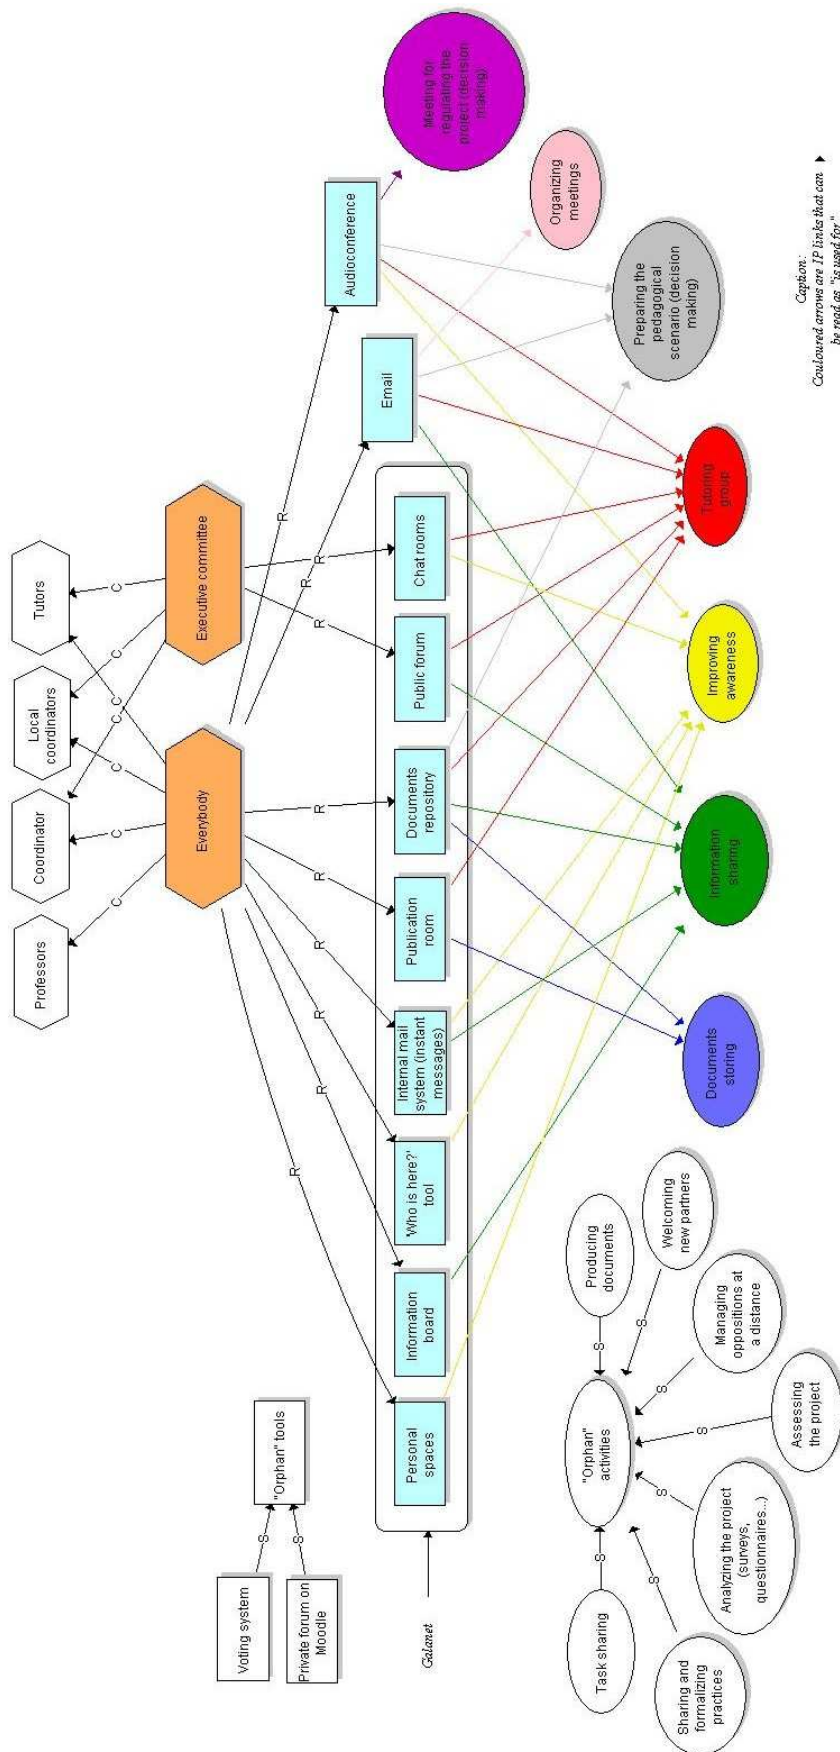 Professors
Coordinator
Local
coordinators
Tutors
C
C
C
C
C
C
Everybody
Executive committee
R
R
R
R
R
R
R
R
R
R
Voting system
Private forum on
Moodle
S
S
"Orphan" tools
Galanet
Personal
spaces
Information
board
'Who is here?'
tool
Internal mail
system (instant
messages)
Publication
room
Documents
repository
Public forum
Chat rooms
Email
Audioconference
Meeting for
regulating the
project (decision
making)
Organizing
meetings
Preparing the
pedagogical
scenario (decision
making)
Tutoring
group
Improving
awareness
Information
sharing
Documents
storing
Task sharing
Sharing and
formalizing
practices
Analyzing the project
(surveys,
questionnaires...)
Assessing
the project
Managing
oppositions at
a distance
Welcoming
new partners
Producing
documents
S
S
S
S
S
S
S
"Orphan"
activities
Caption:
Couloured arrows are IP links that can
be read as "is used for"